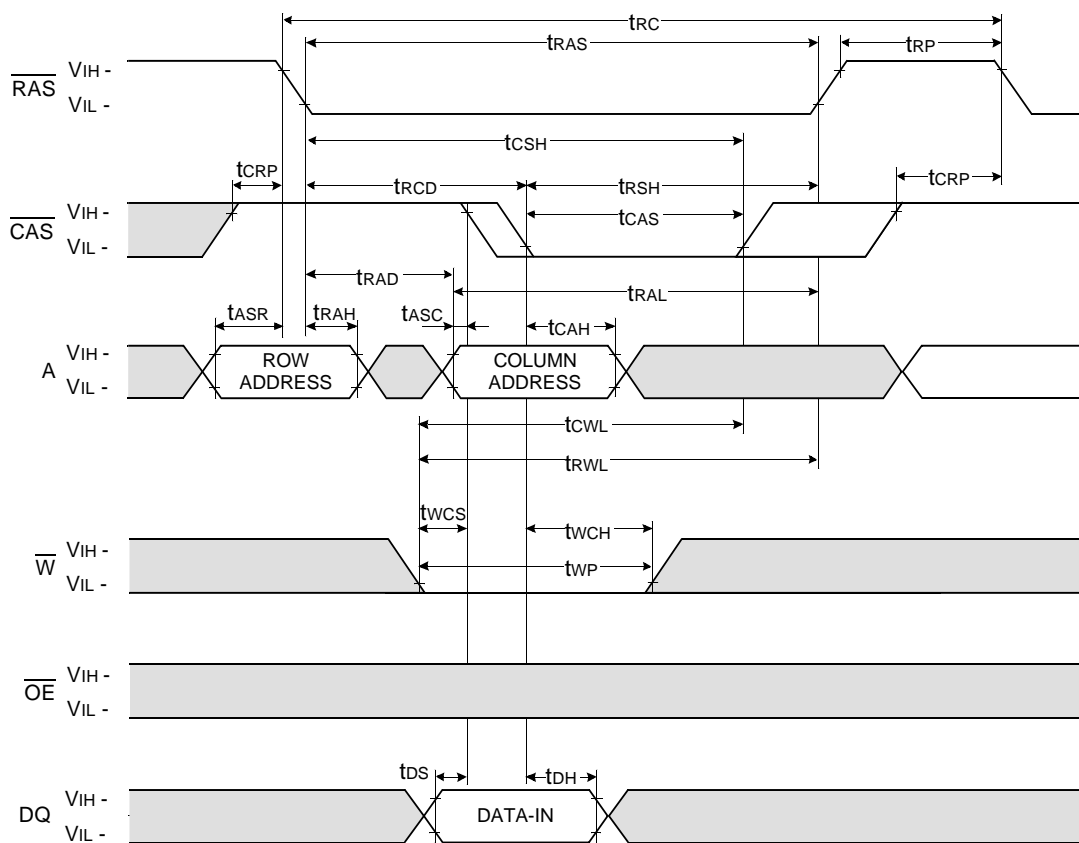 tRC
tRAS
tRP
RAS
VIH -
VIL -
tCSH
tCRP
tRCD
tRSH
tCRP
CAS
VIH -
VIL -
tCAS
tRAD
tRAL
tASR
tRAH
tASC
tCAH
A
VIH -
VIL -
ROW
ADDRESS
COLUMN
ADDRESS
tCWL
tRWL
tWCS
tWCH
W
VIH -
VIL -
tWP
OE
VIH -
VIL -
tDS
tDH
DQ
VIH -
VIL -
DATA-IN